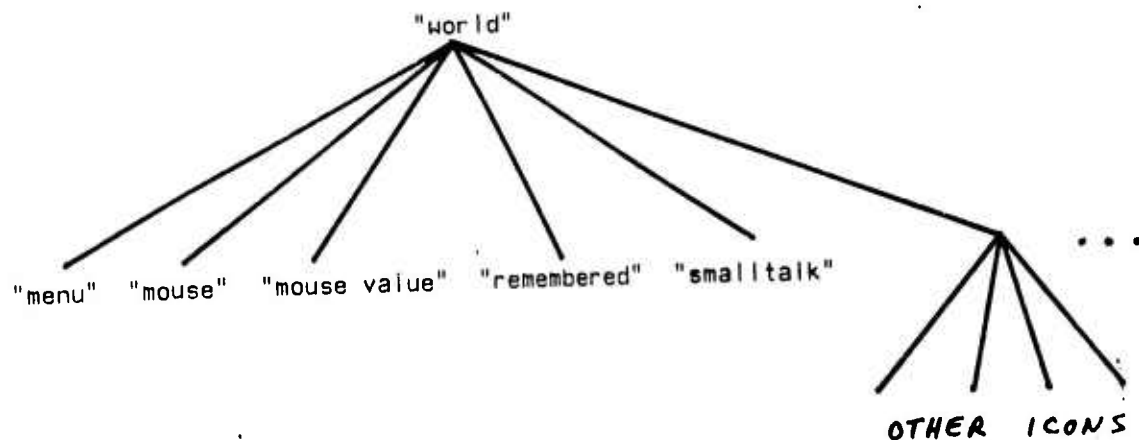 "world"
"menu" "mouse" "mouse value" "remembered" "smalltalk"
• • •
OTHER ICONS